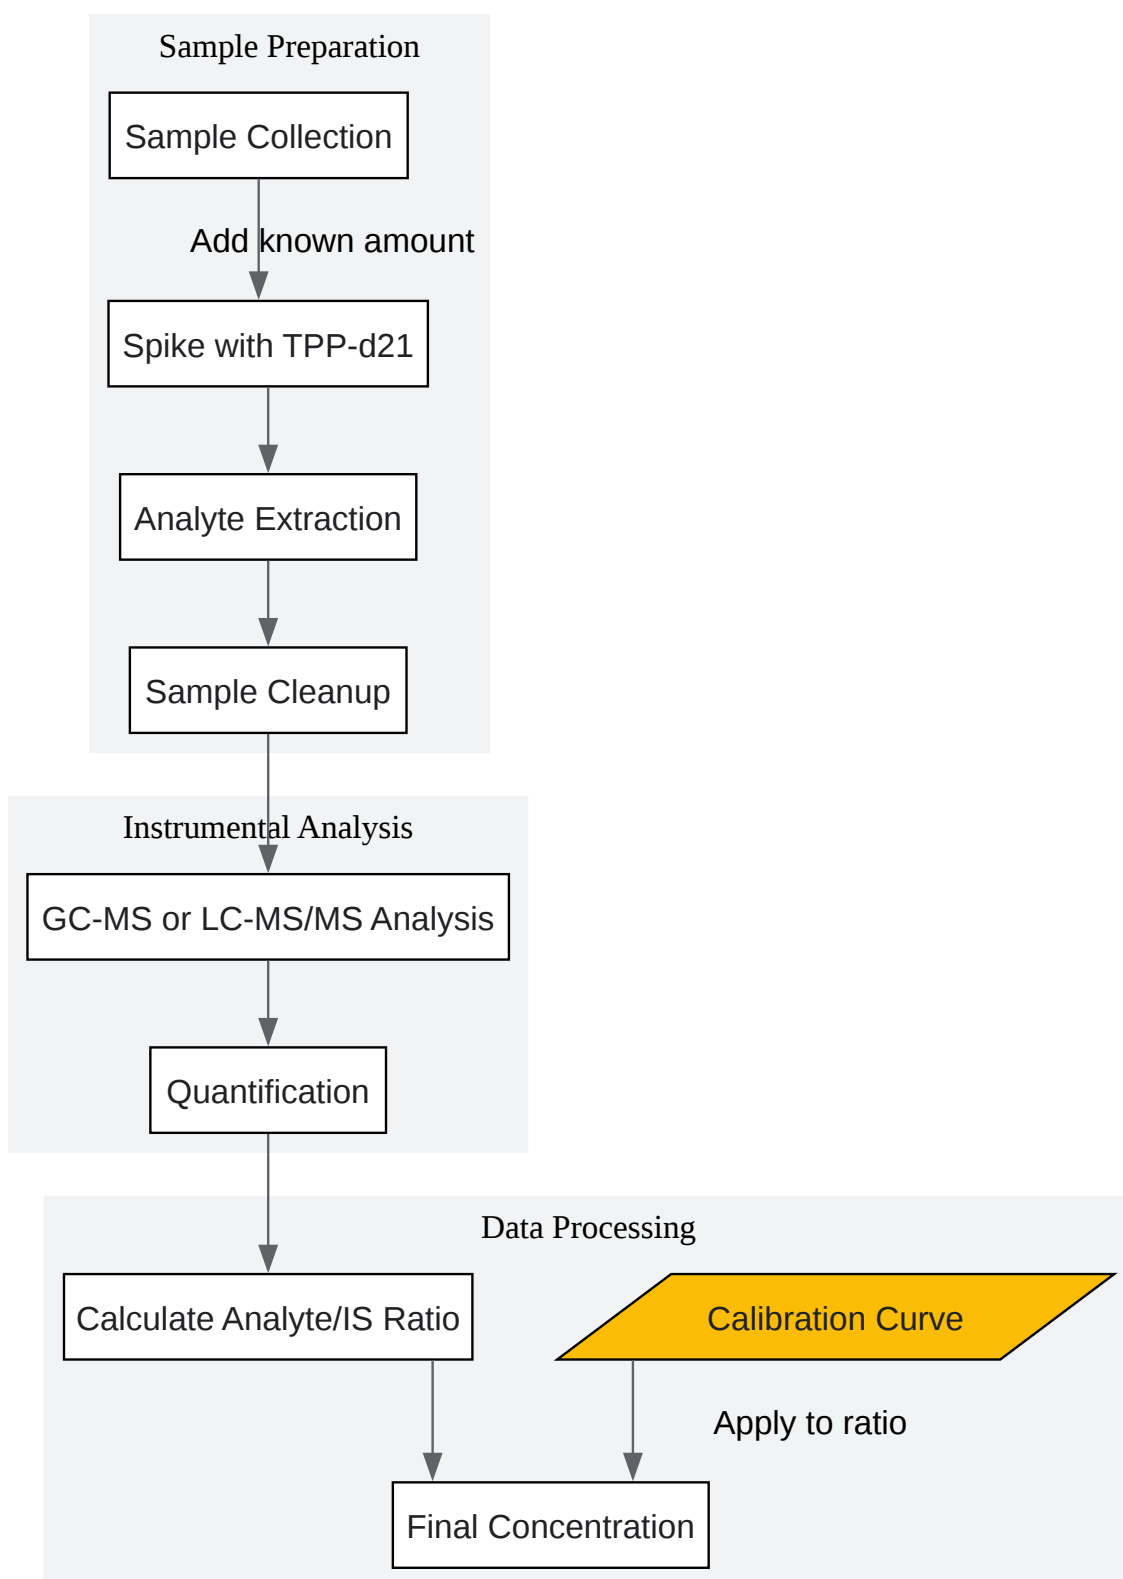 Sample Preparation
Sample Collection
Add known amount
Spike with TPP-d21
Analyte Extraction
Sample Cleanup
Instrumental Analysis
GC-MS or LC-MS/MS Analysis
Quantification
Data Processing
Calculate Analyte/IS Ratio
Calibration Curve
Apply to ratio
Final Concentration